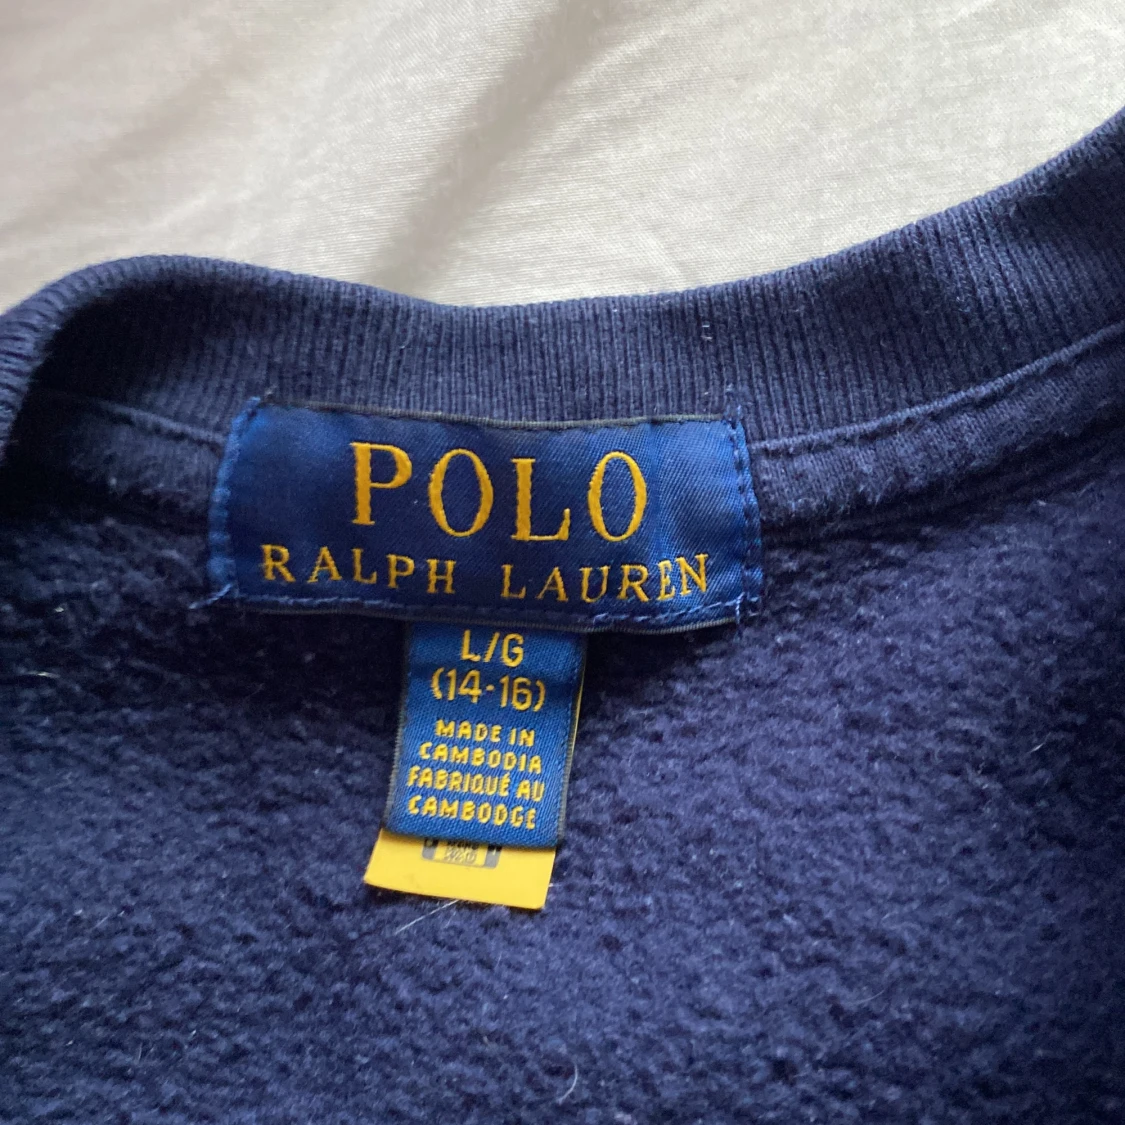 POLO
RALPH LAUREN
L/G
(14-16)
MADE IN
CAMBODIA
FABRIQUÉ AU
CAMBODGE